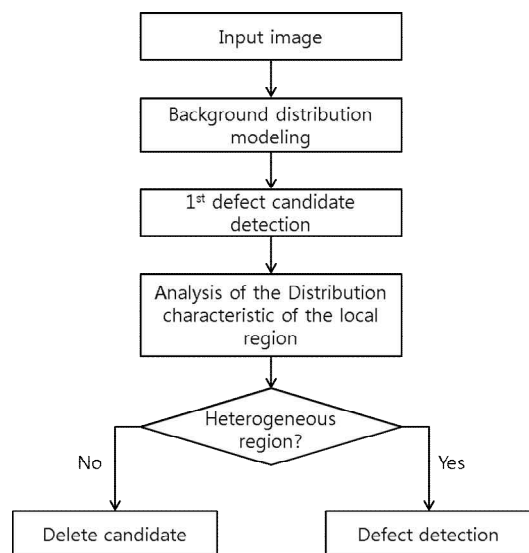 Input image
Background distribution
modeling
1st defect candidate
detection
Analysis of the Distribution
characteristic of the local
region
Heterogeneous
region?
No
Yes
Delete candidate
Defect detection